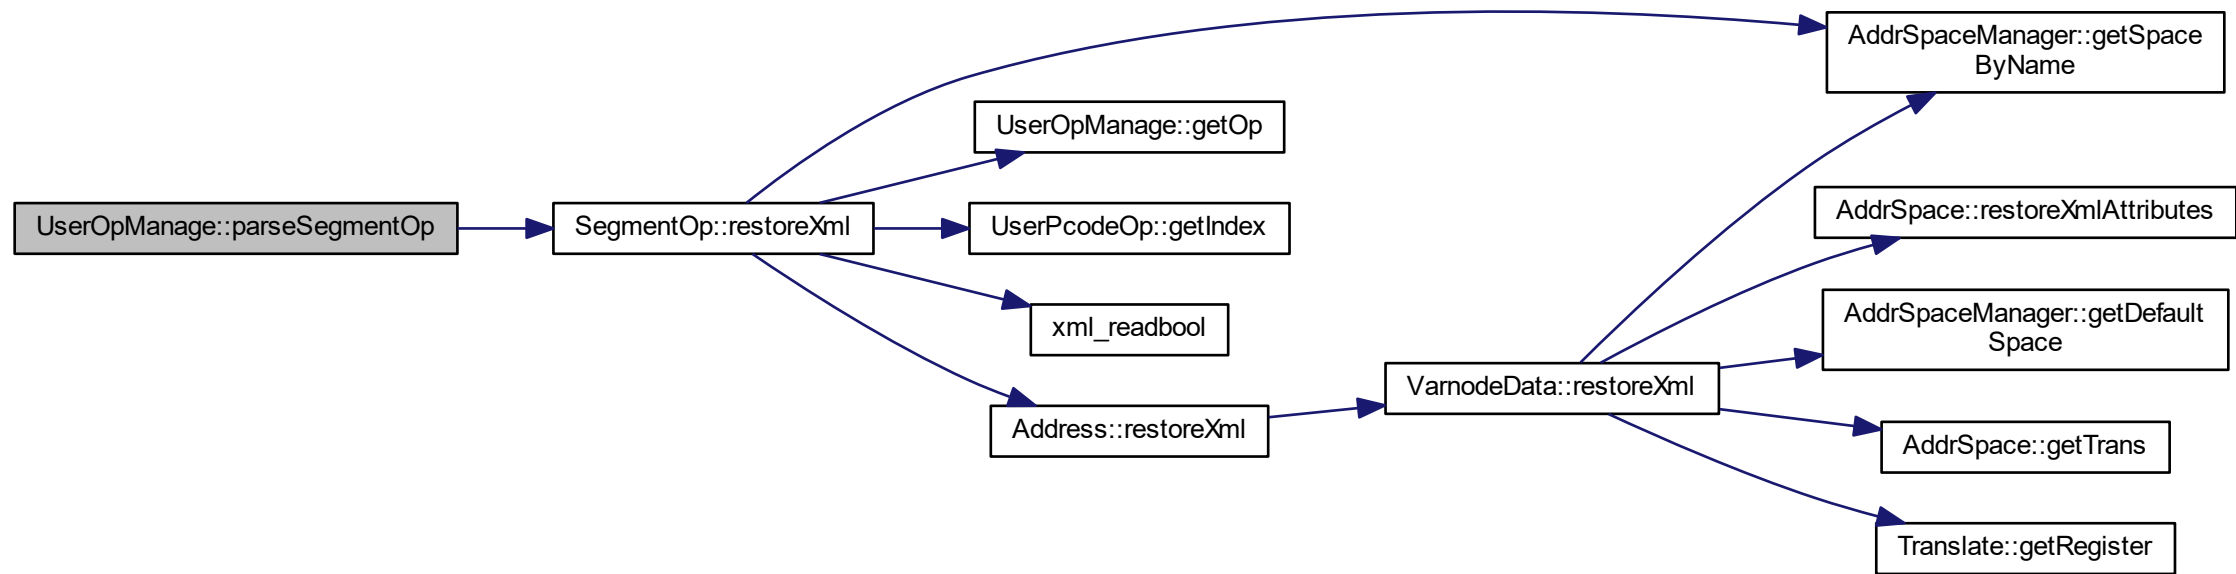 AddrSpaceManager::getSpace
ByName
UserOpManage::getOp
AddrSpace::restoreXmlAttributes
UserOpManage::parseSegmentOp
SegmentOp::restoreXml
UserPcodeOp::getIndex
AddrSpaceManager::getDefault
Space
xml_readbool
VarnodeData::restoreXml
Address::restoreXml
AddrSpace::getTrans
Translate::getRegister